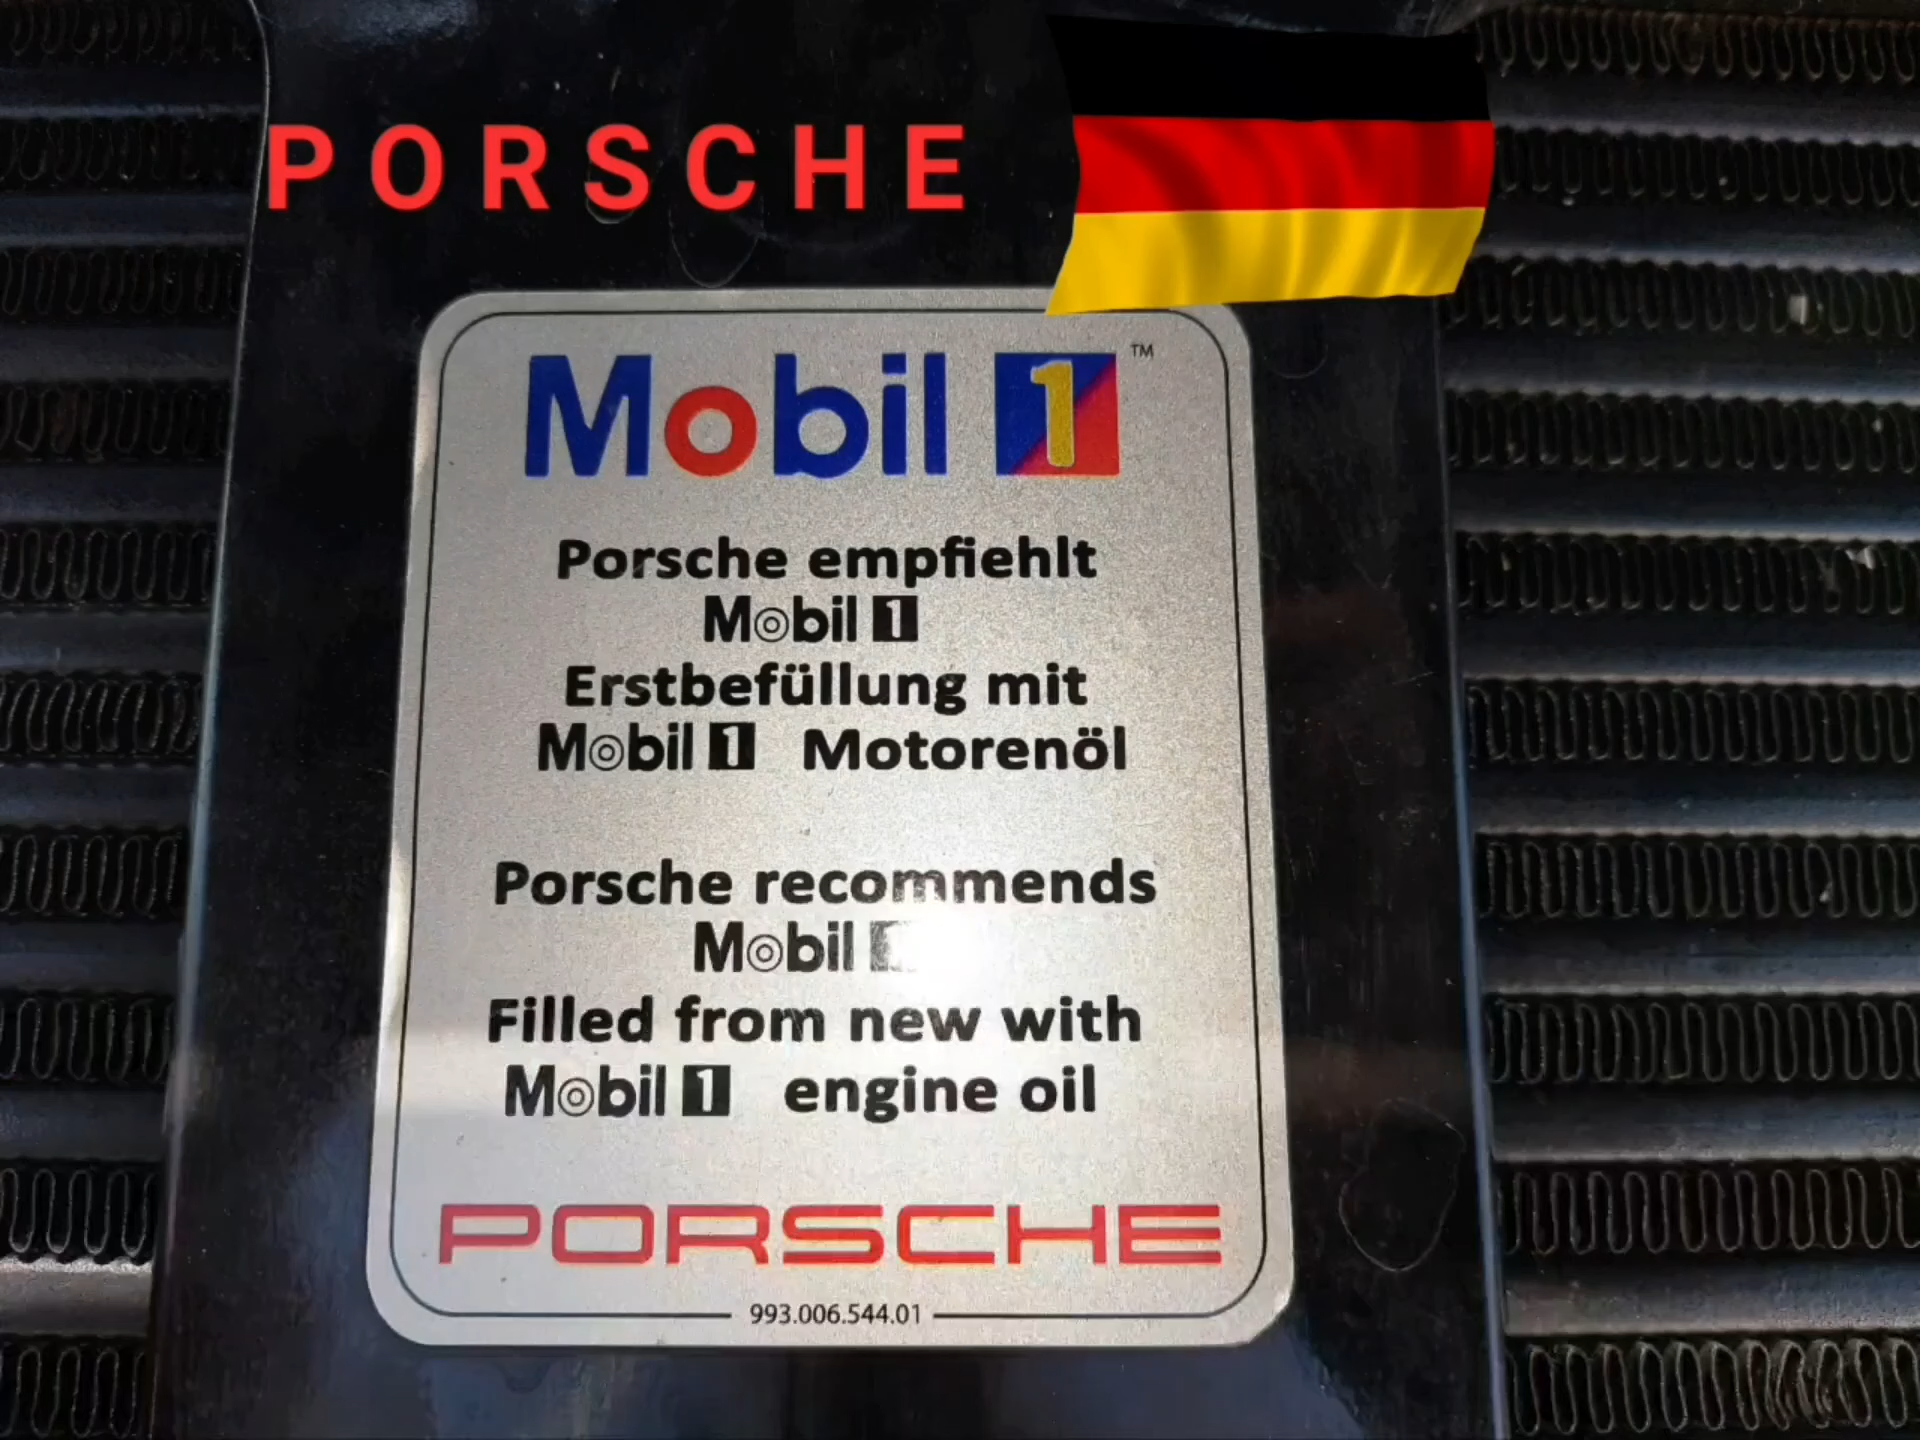 PORSCHE
Mobil 1 ™
Porsche empfiehlt
Mobil 1
Erstbefüllung mit
Mobil 1 Motorenöl
Porsche recommends
Mobil
Filled from new with
Mobil 1 engine oil
PORSCHE
993.006.544.01